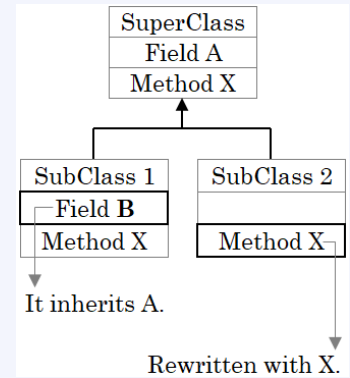 SuperClass
Field A
Method X
SubClass 1
SubClass 2
Field B
Method X
Method X
It inherits A.
Rewritten with X.